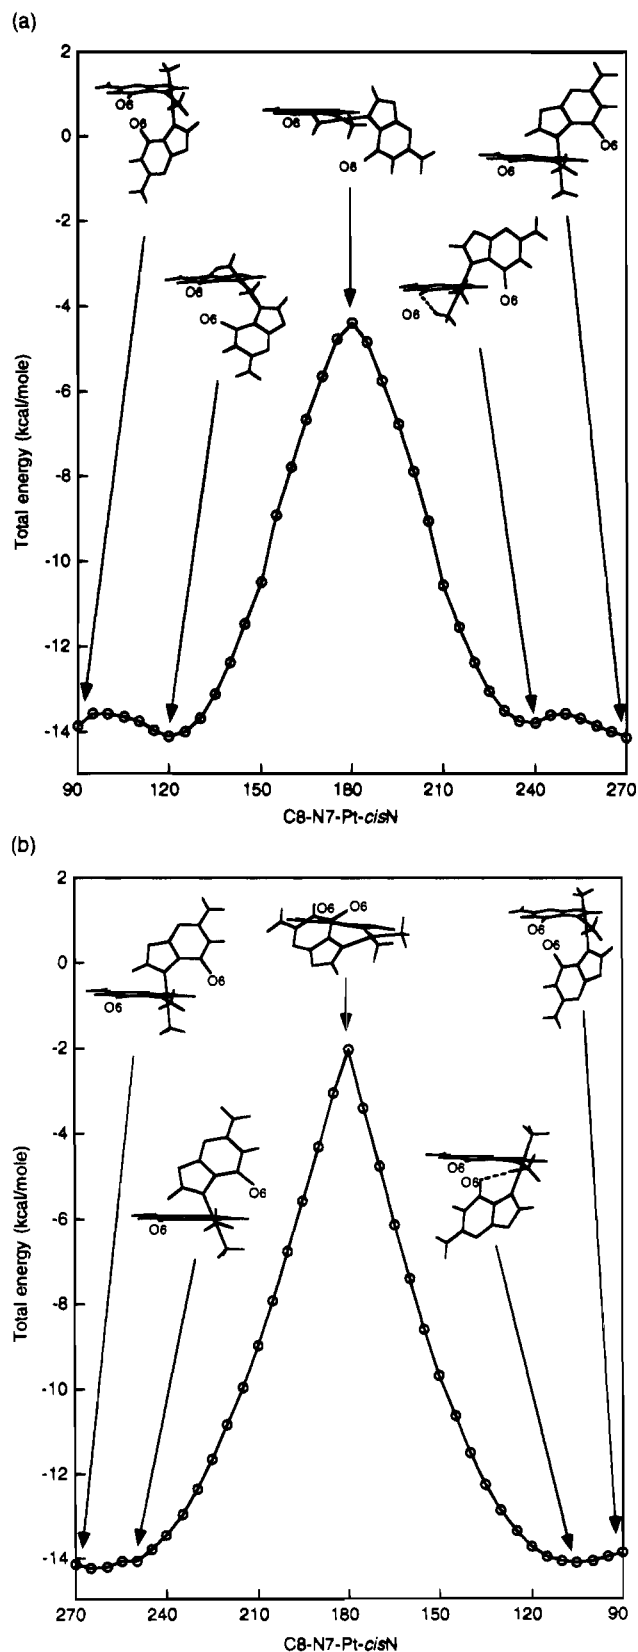 (a)
2
0
-2
-4
-6
-8
-10
-12
-14
Total energy (kcal/mole)
O6
O6
O6
O6
O6
O6
O6
O6
O6
O6
90
120
150
180
210
240
270
C8-N7-Pt-cisN
(b)
2
0
-2
-4
-6
-8
-10
-12
-14
Total energy (kcal/mole)
O6
O6
O6
O6
O6
O6
O6
O6
O6
O6
270
240
210
180
150
120
90
C8-N7-Pt-cisN